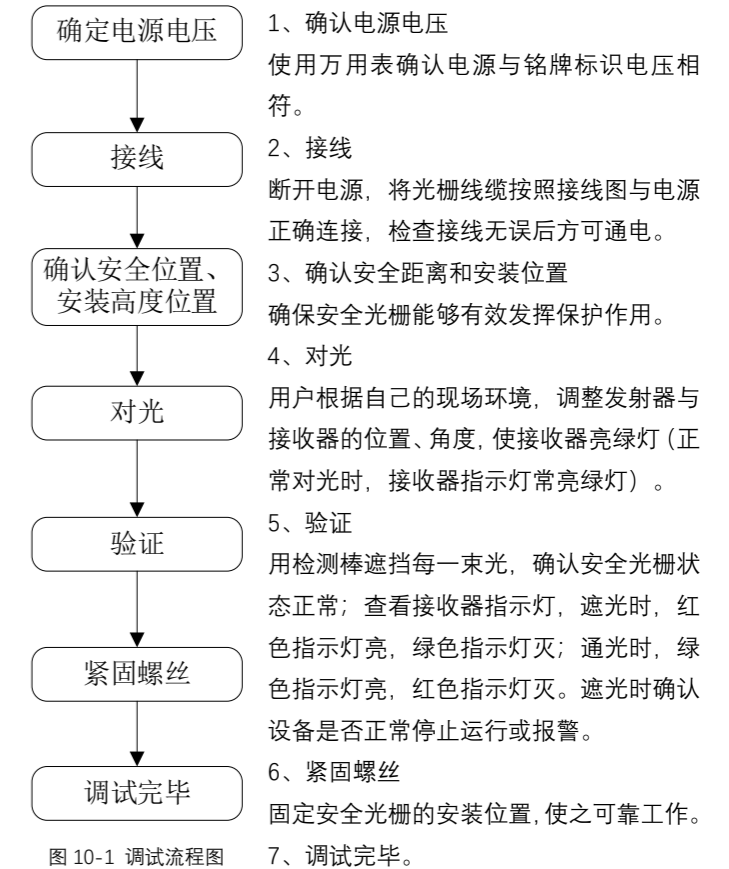 确定电源电压
接线
确认安全位置、
安装高度位置
对光
验证
紧固螺丝
调试完毕
图 10-1 调试流程图
1、确认电源电压
使用万用表确认电源与铭牌标识电压相
符。
2、接线
断开电源，将光栅线缆按照接线图与电源
正确连接，检查接线无误后方可通电。
3、确认安全距离和安装位置
确保安全光栅能够有效发挥保护作用。
4、对光
用户根据自己的现场环境，调整发射器与
接收器的位置、角度，使接收器亮绿灯（正
常对光时，接收器指示灯常亮绿灯）。
5、验证
用检测棒遮挡每一束光，确认安全光栅状
态正常；查看接收器指示灯，遮光时，红
色指示灯亮，绿色指示灯灭；通光时，绿
色指示灯亮，红色指示灯灭。遮光时确认
设备是否正常停止运行或报警。
6、紧固螺丝
固定安全光栅的安装位置，使之可靠工作。
7、调试完毕。